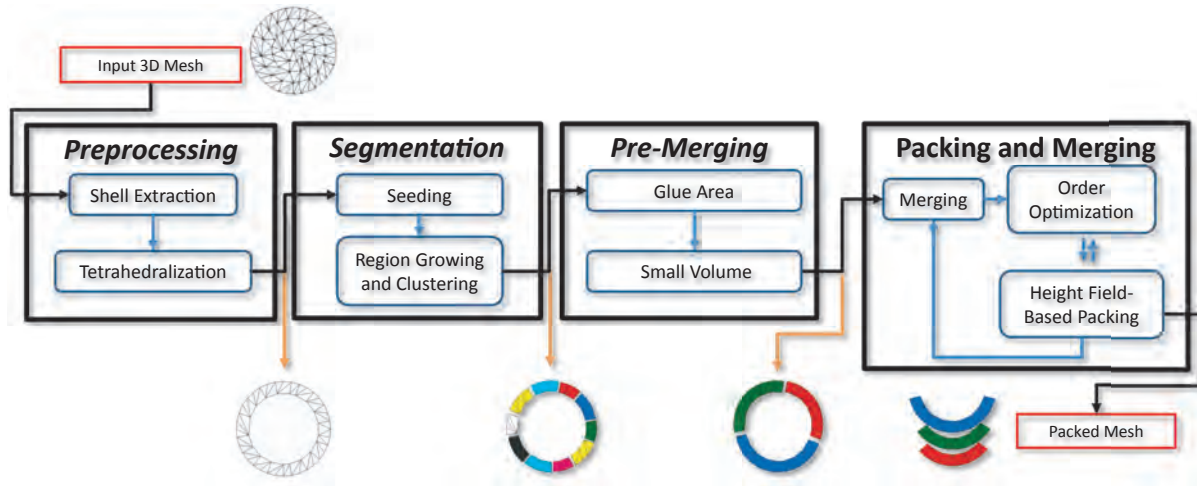 Input 3D Mesh
Preprocessing
Shell Extraction
Tetrahedralization
Segmentation
Seeding
Region Growing
and Clustering
Pre-Merging
Glue Area
Small Volume
Packing and Merging
Merging
Order
Optimization
Height Field-
Based Packing
Packed Mesh